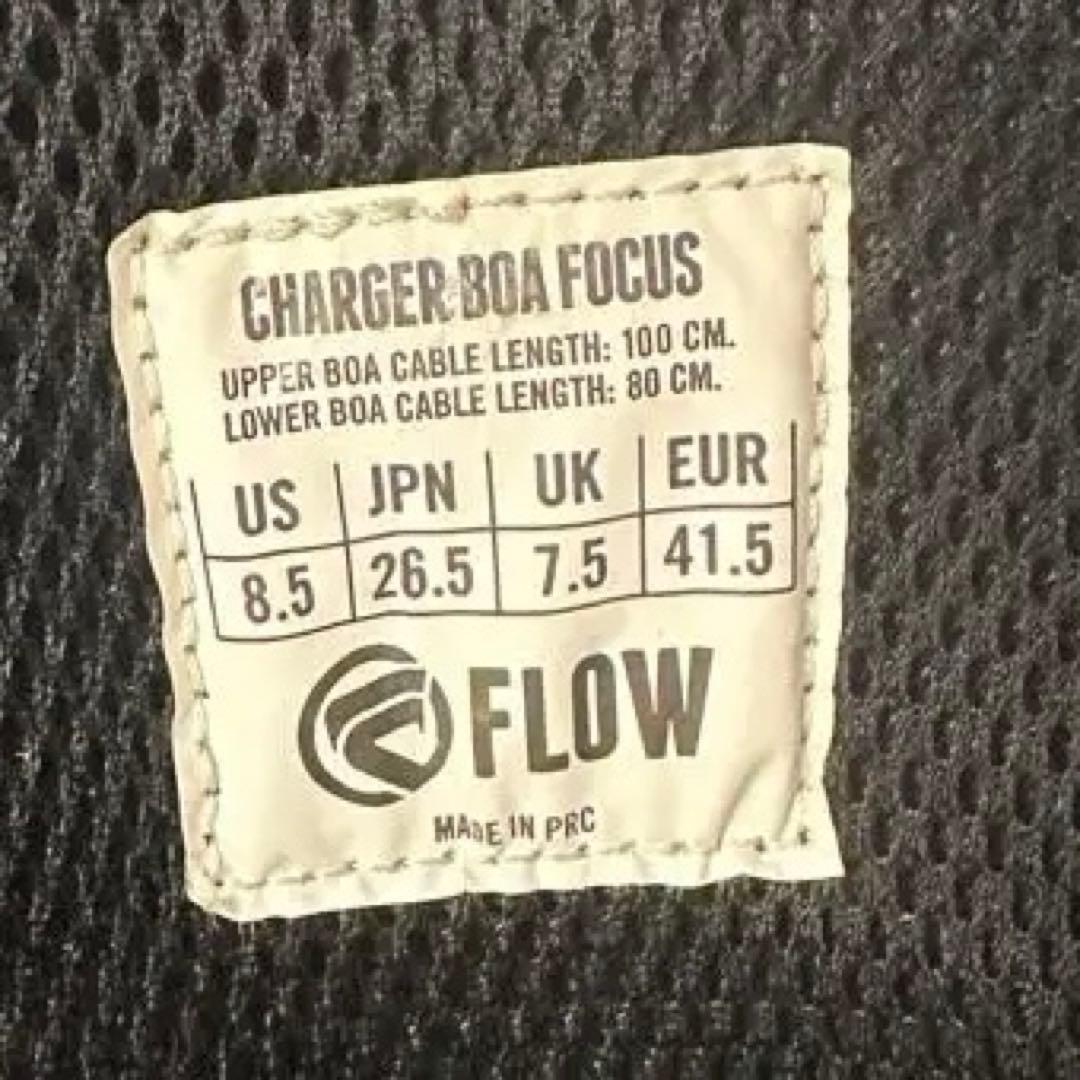 CHARGER BOA FOCUS
UPPER BOA CABLE LENGTH: 100 CM.
LOWER BOA CABLE LENGTH: 80 CM.
US JPN UK EUR
8.5 26.5 7.5 41.5
FLOW
MADE IN PRC